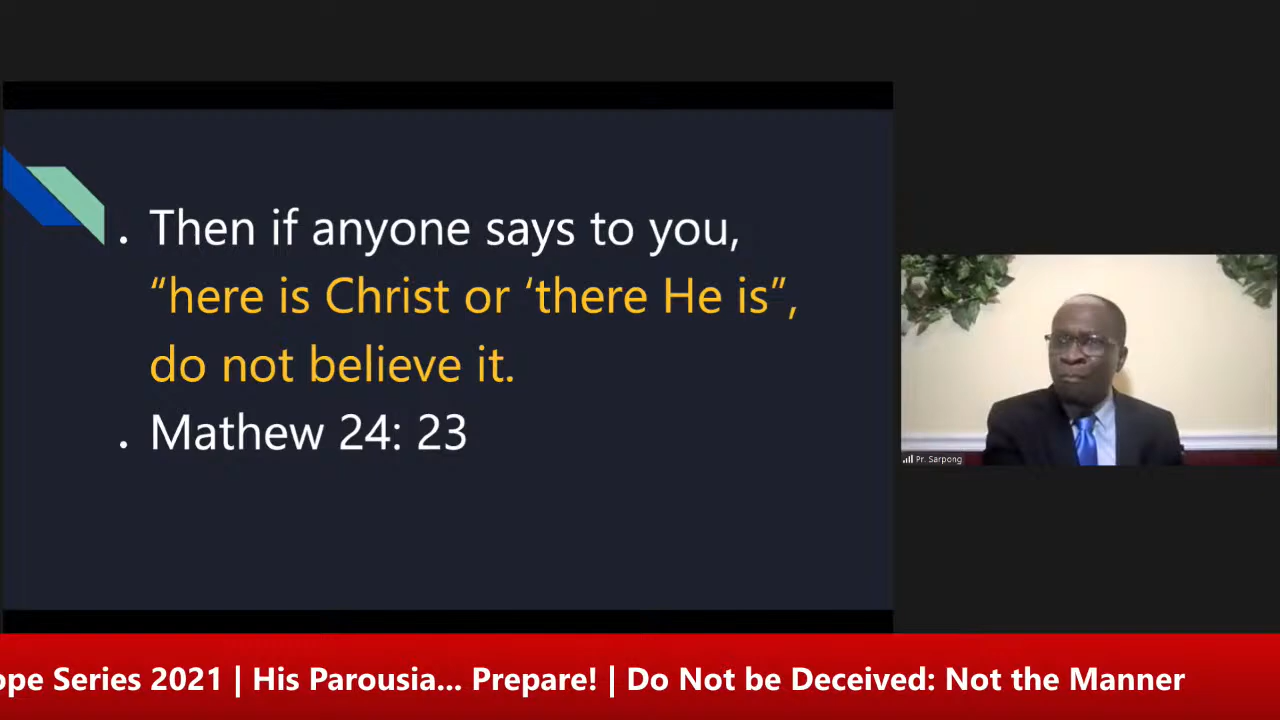 . Then if anyone says to you,
“here is Christ or ‘there He is”,
do not believe it.
. Mathew 24: 23
Pr. Sarpong
ope Series 2021 | His Parousia... Prepare! | Do Not be Deceived: Not the Manner